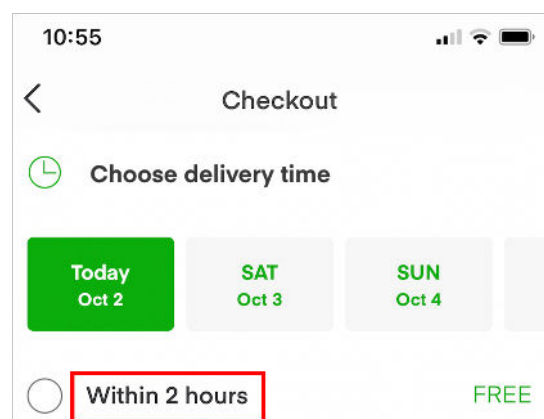 10:55
Checkout
Choose delivery time
Today SAT SUN
Oct 2 Oct 3 Oct 4
Within 2 hours FREE